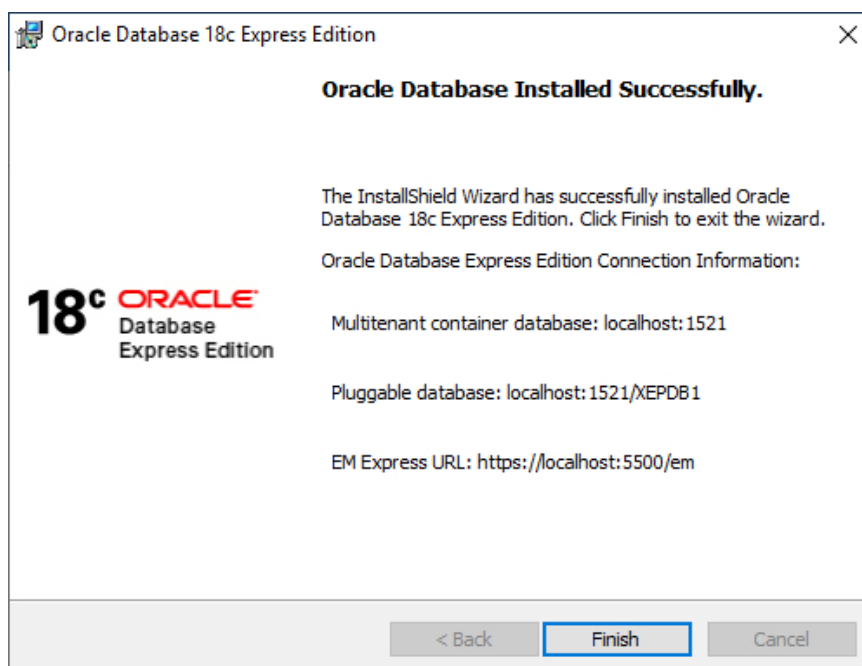 Oracle Database 18c Express Edition
Oracle Database Installed Successfully.
The InstallShield Wizard has successfully installed Oracle
Database 18c Express Edition. Click Finish to exit the wizard.
Oracle Database Express Edition Connection Information:
18c ORACLE
Database
Express Edition
Multitenant container database: localhost:1521
Pluggable database: localhost:1521/XEPDB1
EM Express URL: https://localhost:5500/em
< Back
Finish
Cancel